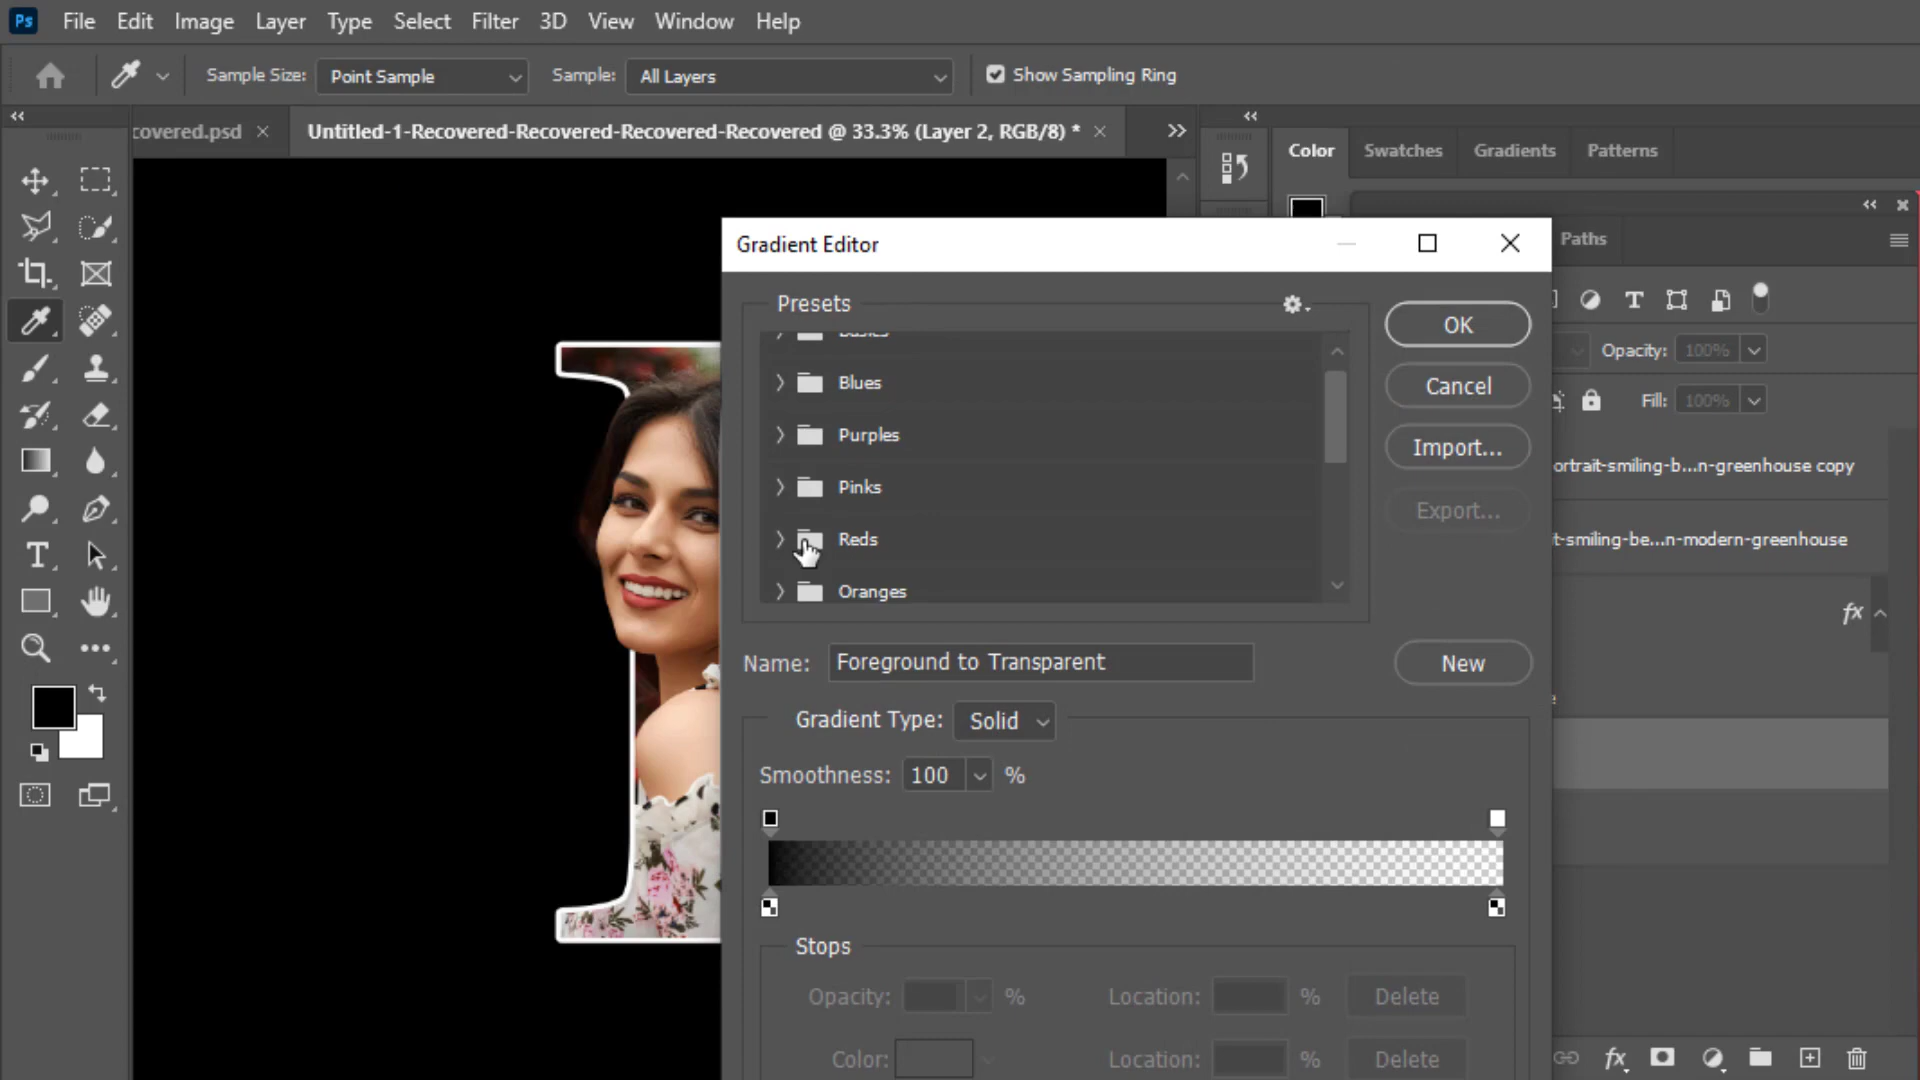 Ps File Edit Image Layer Type Select Filter 3D View Window Help
Sample Size: Point Sample Sample: All Layers Show Sampling Ring
covered.psd Untitled-1-Recovered-Recovered-Recovered-Recovered @ 33.3% (Layer 2, RGB/8) *
Color Swatches Gradients Patterns
Paths
Gradient Editor
Presets
Basics
Blues
Purples
Pinks
Reds
Oranges
OK
Cancel
Import...
Export...
Opacity: 100%
Fill: 100%
ortrait-smiling-b...n-greenhouse copy
t-smiling-be...n-modern-greenhouse
fx
Name: Foreground to Transparent
New
Gradient Type: Solid
Smoothness: 100 %
Stops
Opacity: % Location: % Delete
Color: Location: % Delete
fx